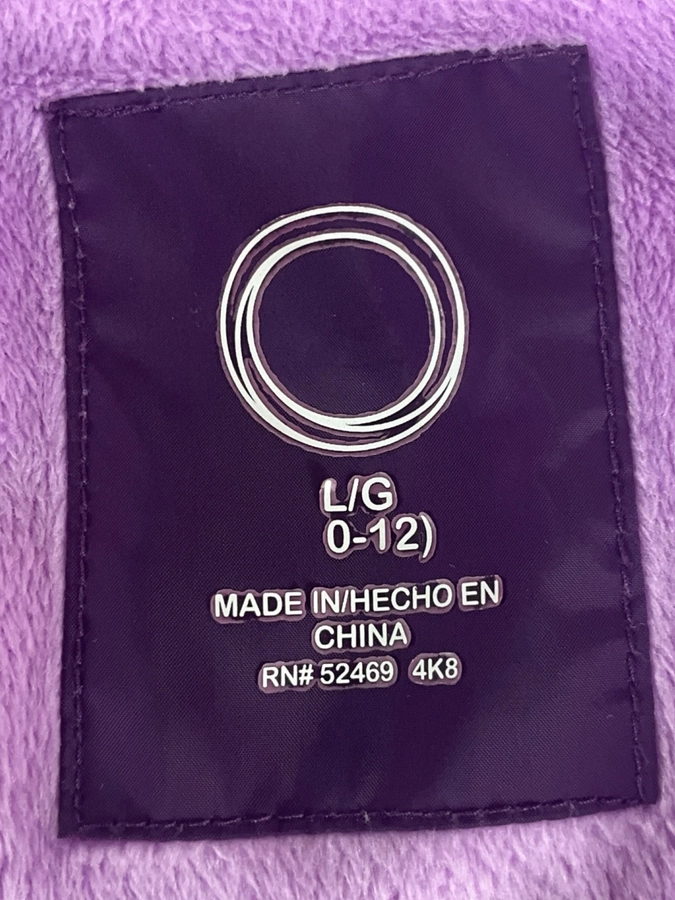 L/G
0-12)
MADE IN/HECHO EN
CHINA
RN# 52469 4K8